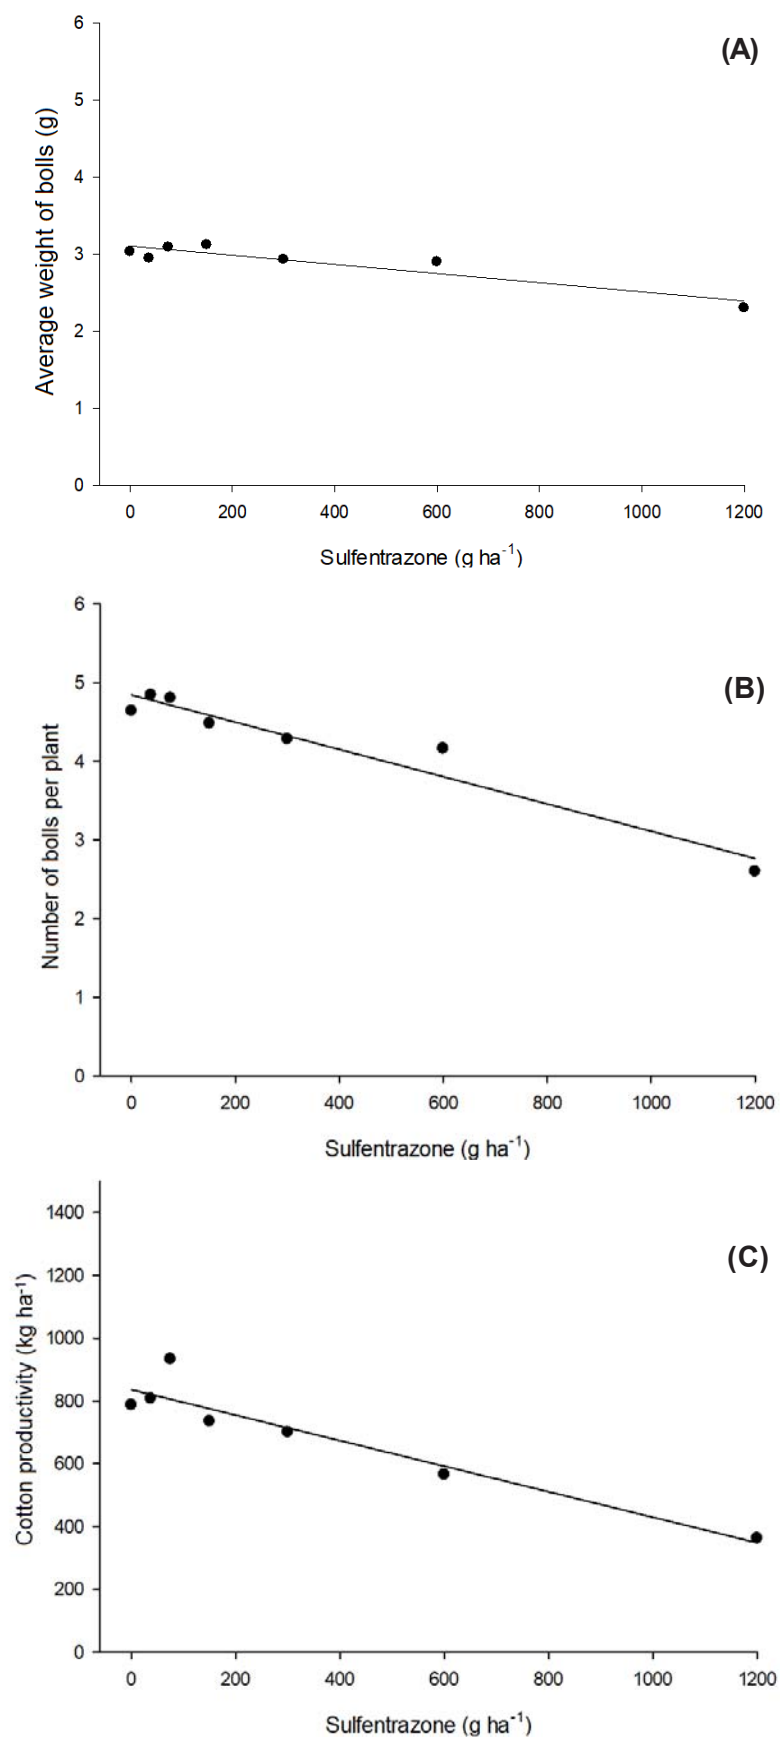 (A)
Average weight of bolls (g)
6
5
4
3
2
1
0
0 200 400 600 800 1000 1200
Sulfentrazone (g ha⁻¹)
(B)
Number of bolls per plant
6
5
4
3
2
1
0
0 200 400 600 800 1000 1200
Sulfentrazone (g ha⁻¹)
(C)
Cotton productivity (kg ha⁻¹)
1400
1200
1000
800
600
400
200
0
0 200 400 600 800 1000 1200
Sulfentrazone (g ha⁻¹)